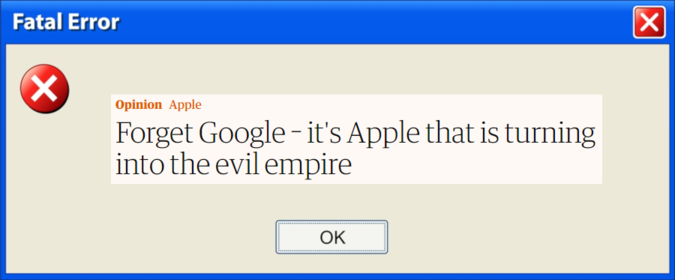 Fatal Error
Opinion Apple
Forget Google – it's Apple that is turning
into the evil empire
OK